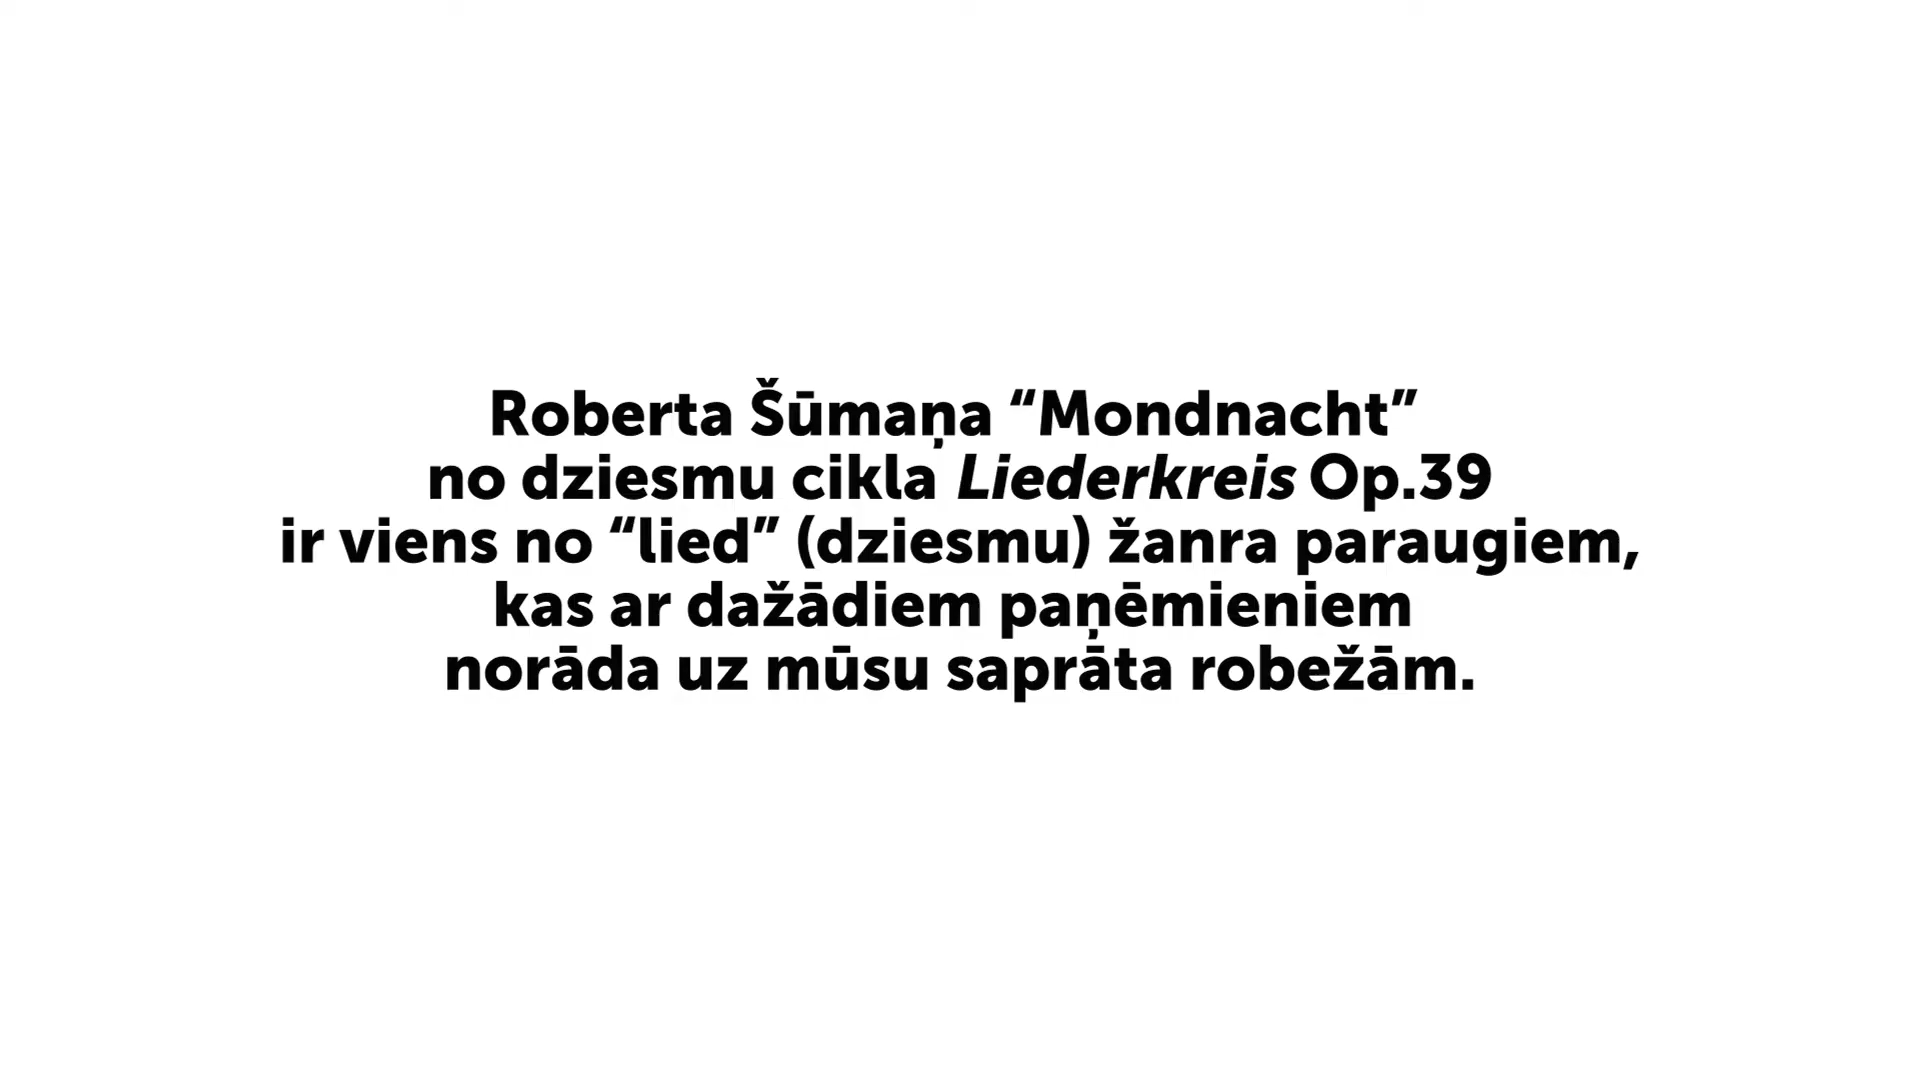 Roberta Šūmaņa “Mondnacht”
no dziesmu cikla Liederkreis Op.39
ir viens no “lied” (dziesmu) žanra paraugiem,
kas ar dažādiem paņēmieniem
norāda uz mūsu saprāta robežām.